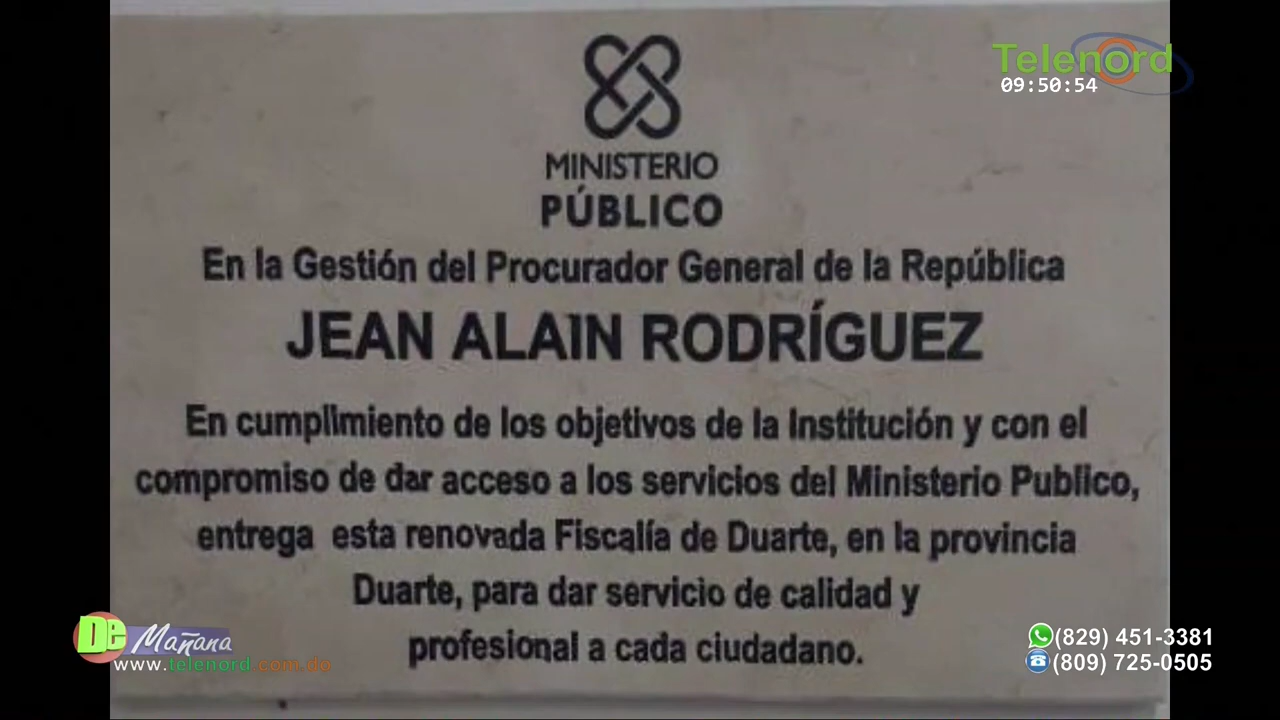 Telenord
09:50:54
MINISTERIO
PÚBLICO
En la Gestión del Procurador General de la República
JEAN ALAIN RODRÍGUEZ
En cumplimiento de los objetivos de la Institución y con el
compromiso de dar acceso a los servicios del Ministerio Publico,
entrega esta renovada Fiscalía de Duarte, en la provincia
Duarte, para dar servicio de calidad y
profesional a cada ciudadano.
De Mañana
www.telenord.com.do
(829) 451-3381
(809) 725-0505